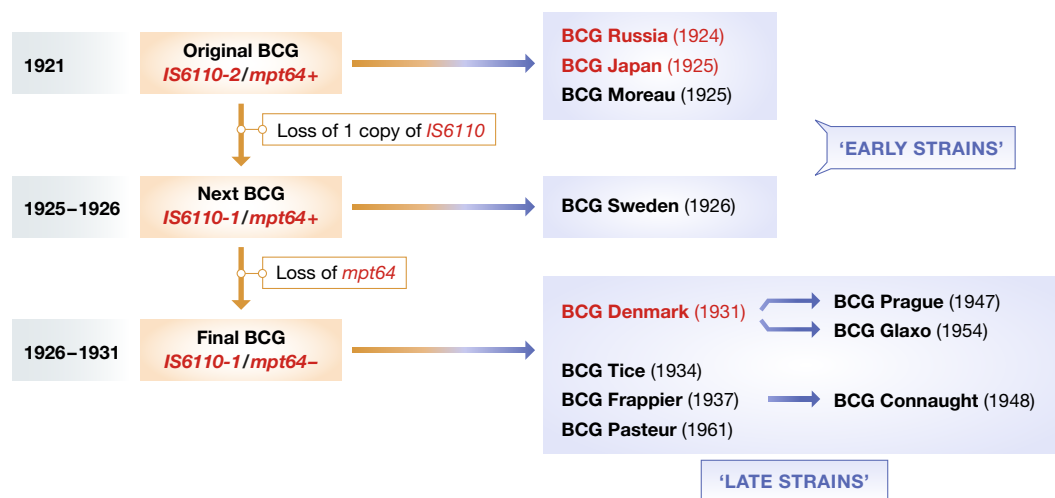 1921
Original BCG
IS6110-2/mpt64+
BCG Russia (1924)
BCG Japan (1925)
BCG Moreau (1925)
Loss of 1 copy of IS6110
‘EARLY STRAINS’
1925–1926
Next BCG
IS6110-1/mpt64+
BCG Sweden (1926)
Loss of mpt64
1926–1931
Final BCG
IS6110-1/mpt64–
BCG Denmark (1931)
BCG Prague (1947)
BCG Glaxo (1954)
BCG Tice (1934)
BCG Frappier (1937)
BCG Connaught (1948)
BCG Pasteur (1961)
‘LATE STRAINS’